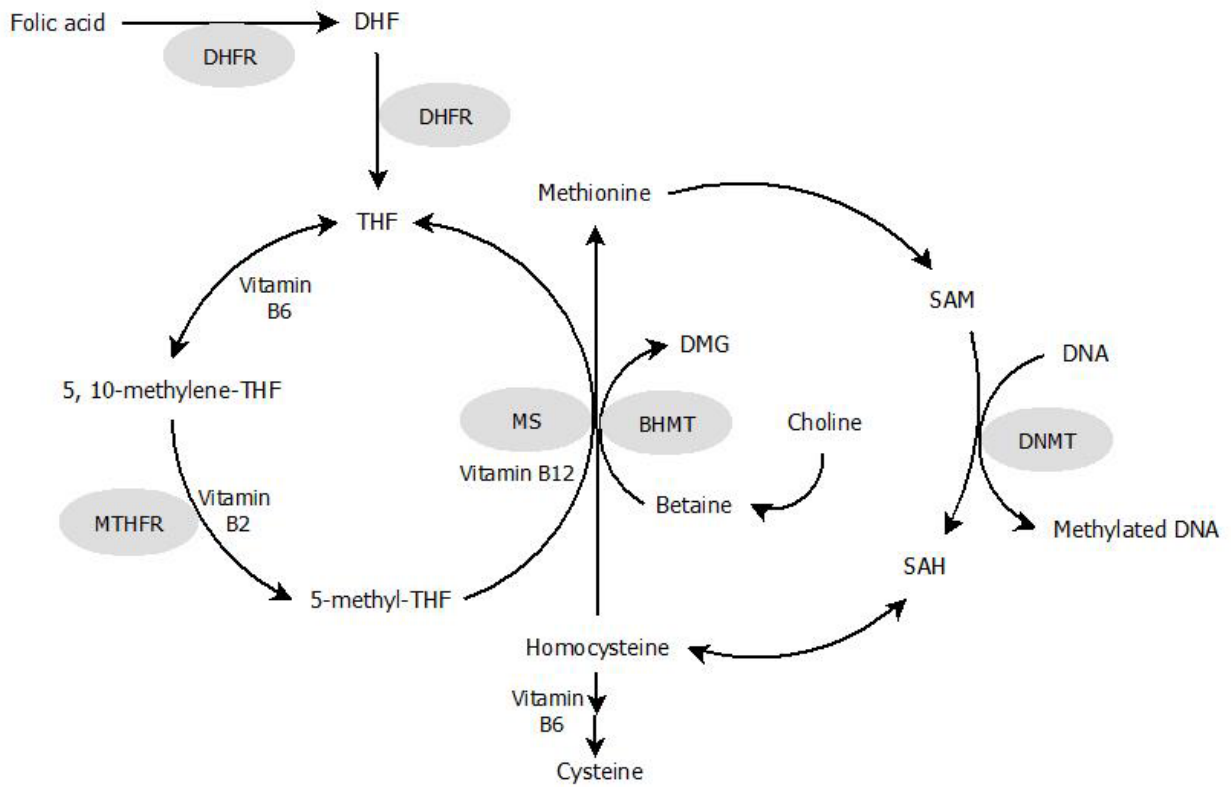 Folic acid
DHF
DHFR
DHFR
THF
Methionine
Vitamin
B6
SAM
DMG
DNA
5, 10-methylene-THF
MS
BHMT
Choline
DNMT
Vitamin B12
Vitamin
B2
MTHFR
Betaine
Methylated DNA
SAH
5-methyl-THF
Homocysteine
Vitamin
B6
Cysteine